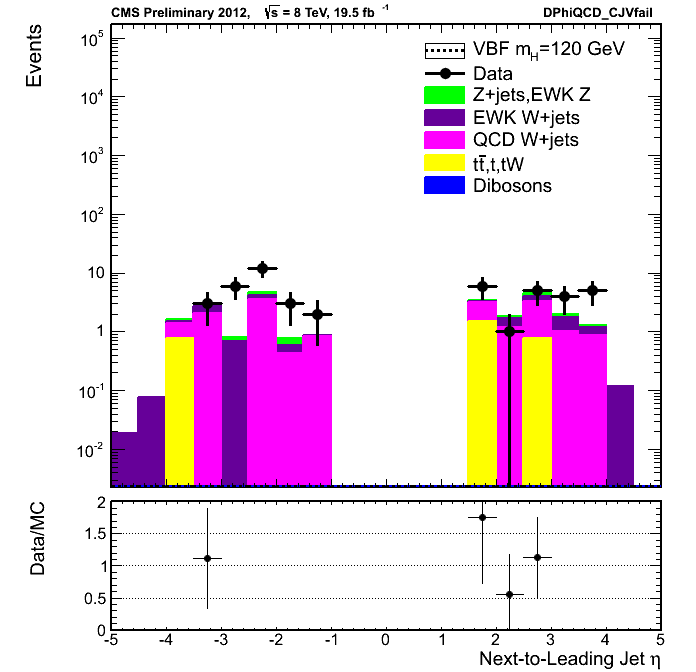 CMS Preliminary 2012, √s = 8 TeV, 19.5 fb⁻¹ DPhiQCD_CJVfail
Events
10⁵
10⁴
10³
10²
10
1
10⁻¹
10⁻²
VBF m_H=120 GeV
Data
Z+jets,EWK Z
EWK W+jets
QCD W+jets
tt̅,t,tW
Dibosons
Data/MC
2
1.5
1
0.5
0
-5 -4 -3 -2 -1 0 1 2 3 4 5
Next-to-Leading Jet η